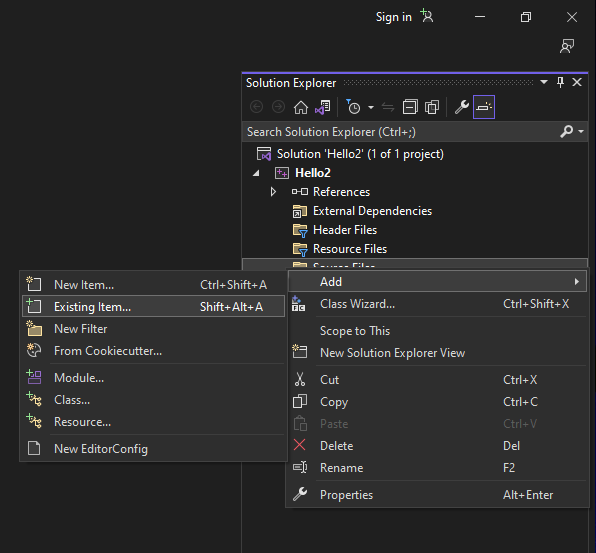 Sign in
Solution Explorer
Search Solution Explorer (Ctrl+;)
Solution 'Hello2' (1 of 1 project)
Hello2
References
External Dependencies
Header Files
Resource Files
Source Files
New Item... Ctrl+Shift+A
Existing Item... Shift+Alt+A
New Filter
From Cookiecutter...
Module...
Class...
Resource...
New EditorConfig
Add
Class Wizard... Ctrl+Shift+X
Scope to This
New Solution Explorer View
Cut Ctrl+X
Copy Ctrl+C
Paste Ctrl+V
Delete Del
Rename F2
Properties Alt+Enter